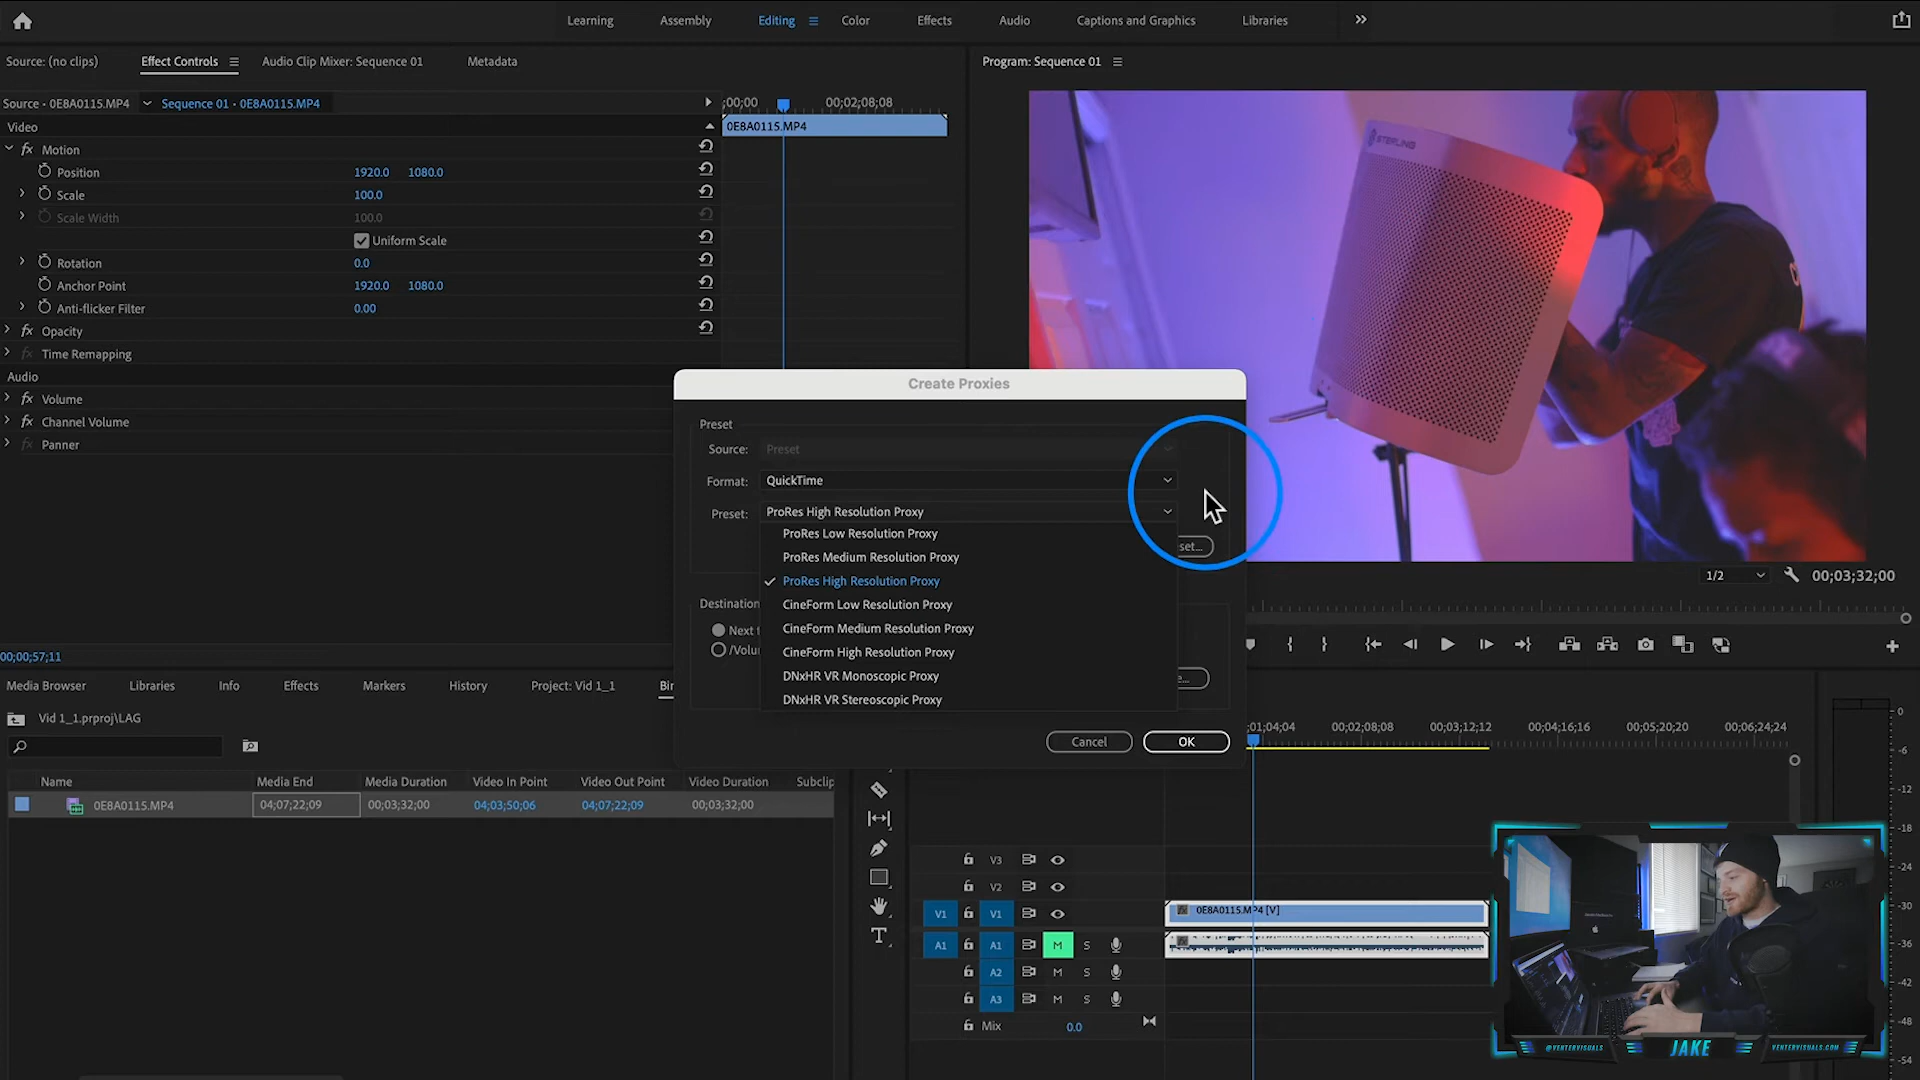 Learning
Assembly
Editing
Color
Effects
Audio
Captions and Graphics
Libraries
Source: (no clips)
Effect Controls
Audio Clip Mixer: Sequence 01
Metadata
Program: Sequence 01
Source • 0E8A0115.MP4
Sequence 01 • 0E8A0115.MP4
;00;00
00;02;08;08
0E8A0115.MP4
Video
fx Motion
Position 1920.0 1080.0
Scale 100.0
Scale Width 100.0
Uniform Scale
Rotation 0.0
Anchor Point 1920.0 1080.0
Anti-flicker Filter 0.00
fx Opacity
fx Time Remapping
Audio
fx Volume
fx Channel Volume
fx Panner
STERLING
Create Proxies
Preset
Source: Preset
Format: QuickTime
Preset: ProRes High Resolution Proxy
ProRes Low Resolution Proxy
ProRes Medium Resolution Proxy
ProRes High Resolution Proxy
CineForm Low Resolution Proxy
CineForm Medium Resolution Proxy
CineForm High Resolution Proxy
DNxHR VR Monoscopic Proxy
DNxHR VR Stereoscopic Proxy
set...
Destination
Next t
/Volu
e...
Cancel
OK
1/2
00;03;32;00
00;00;57;11
Media Browser
Libraries
Info
Effects
Markers
History
Project: Vid 1_1
Bin
Vid 1_1.prproj\LAG
Name
Media End
Media Duration
Video In Point
Video Out Point
Video Duration
Subclip
0E8A0115.MP4
04;07;22;09
00;03;32;00
04;03;50;06
04;07;22;09
00;03;32;00
;01;04;04
00;02;08;08
00;03;12;12
00;04;16;16
00;05;20;20
00;06;24;24
V3
V2
V1 V1
0E8A0115.MP4 [V]
A1 A1 M S
A2 M S
A3 M S
Mix 0.0
0
-6
-12
-18
-24
-30
-36
-42
-48
-54
@VENTERVISUALS
JAKE
VENTERVISUALS.COM